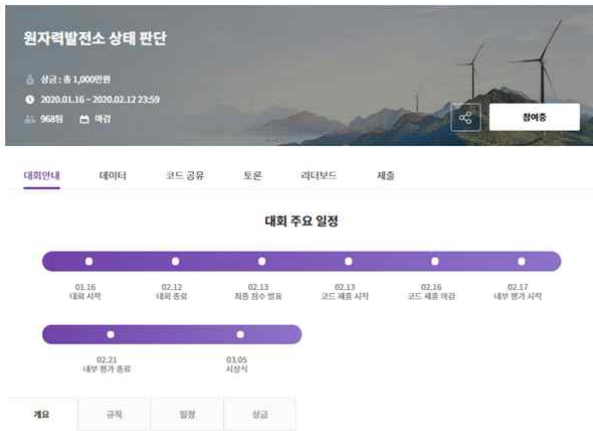 원자력발전소 상태 판단
상금 : 총 1,000만원
2020.01.16 ~ 2020.02.12 23:59
968팀 마감
참여중
대회안내 데이터 코드 공유 토론 리더보드 제출
대회 주요 일정
01.16 02.12 02.13 02.13 02.16 02.17
대회 시작 대회 종료 최종 점수 발표 코드 제출 시작 코드 제출 마감 내부 평가 시작
02.21 03.05
내부 평가 종료 시상식
개요 규칙 일정 상금